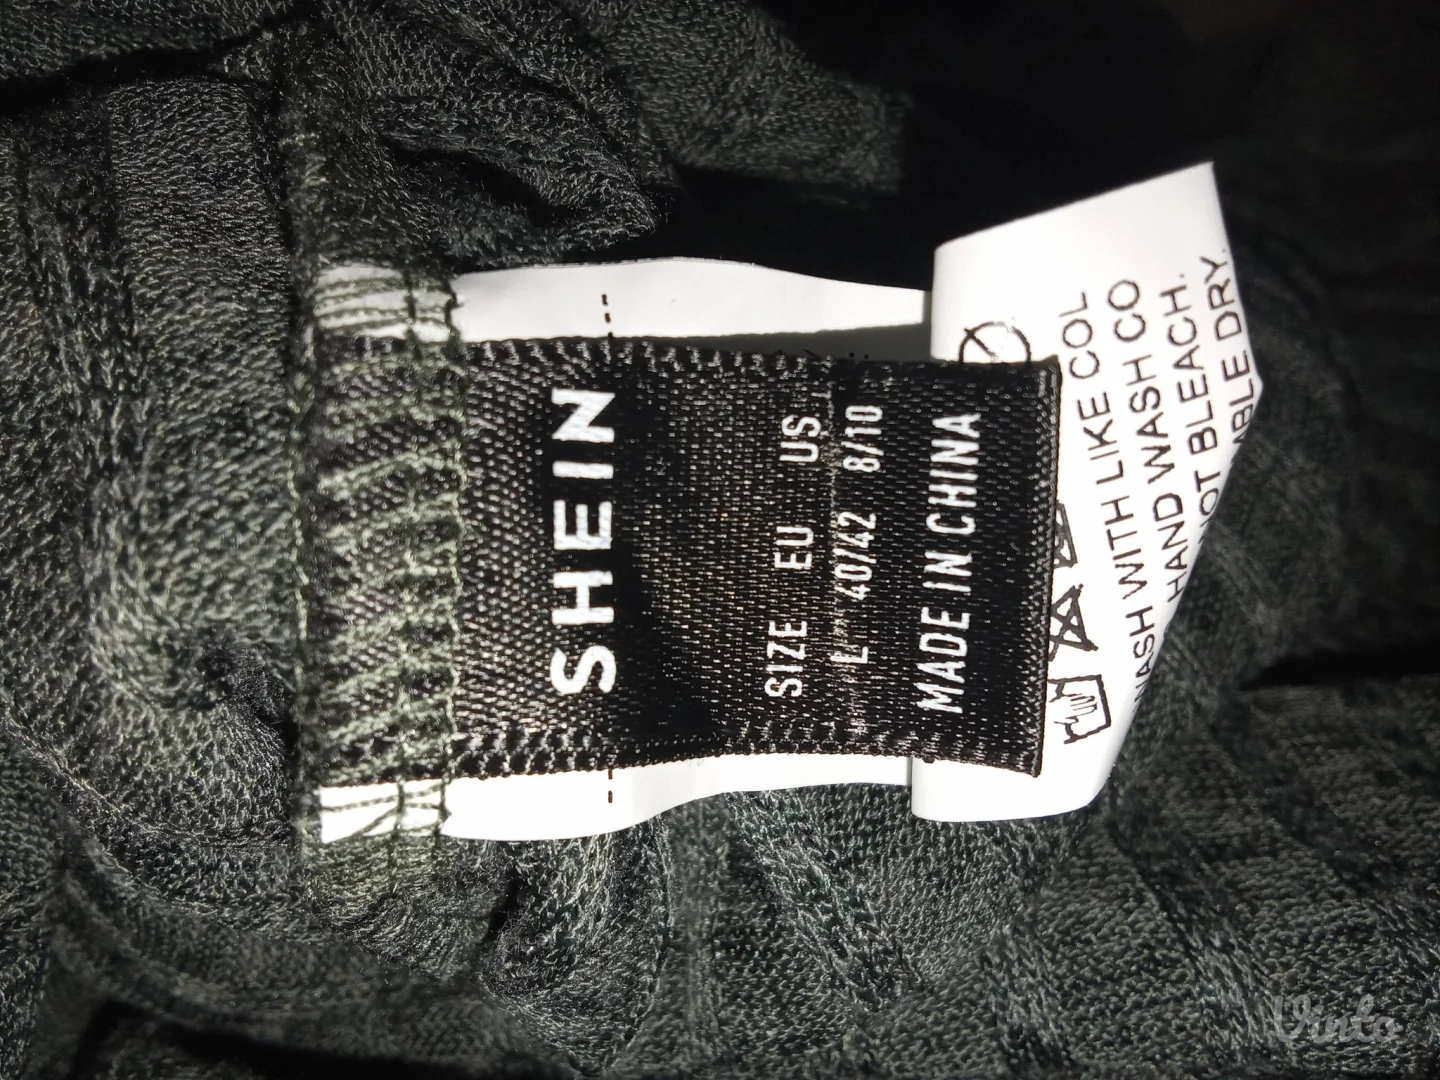 SHEIN
SIZE EU US
L 40/42 8/10
MADE IN CHINA
WASH WITH LIKE COL
HAND WASH CO
NOT BLEACH.
ABLE DRY.
Vinto